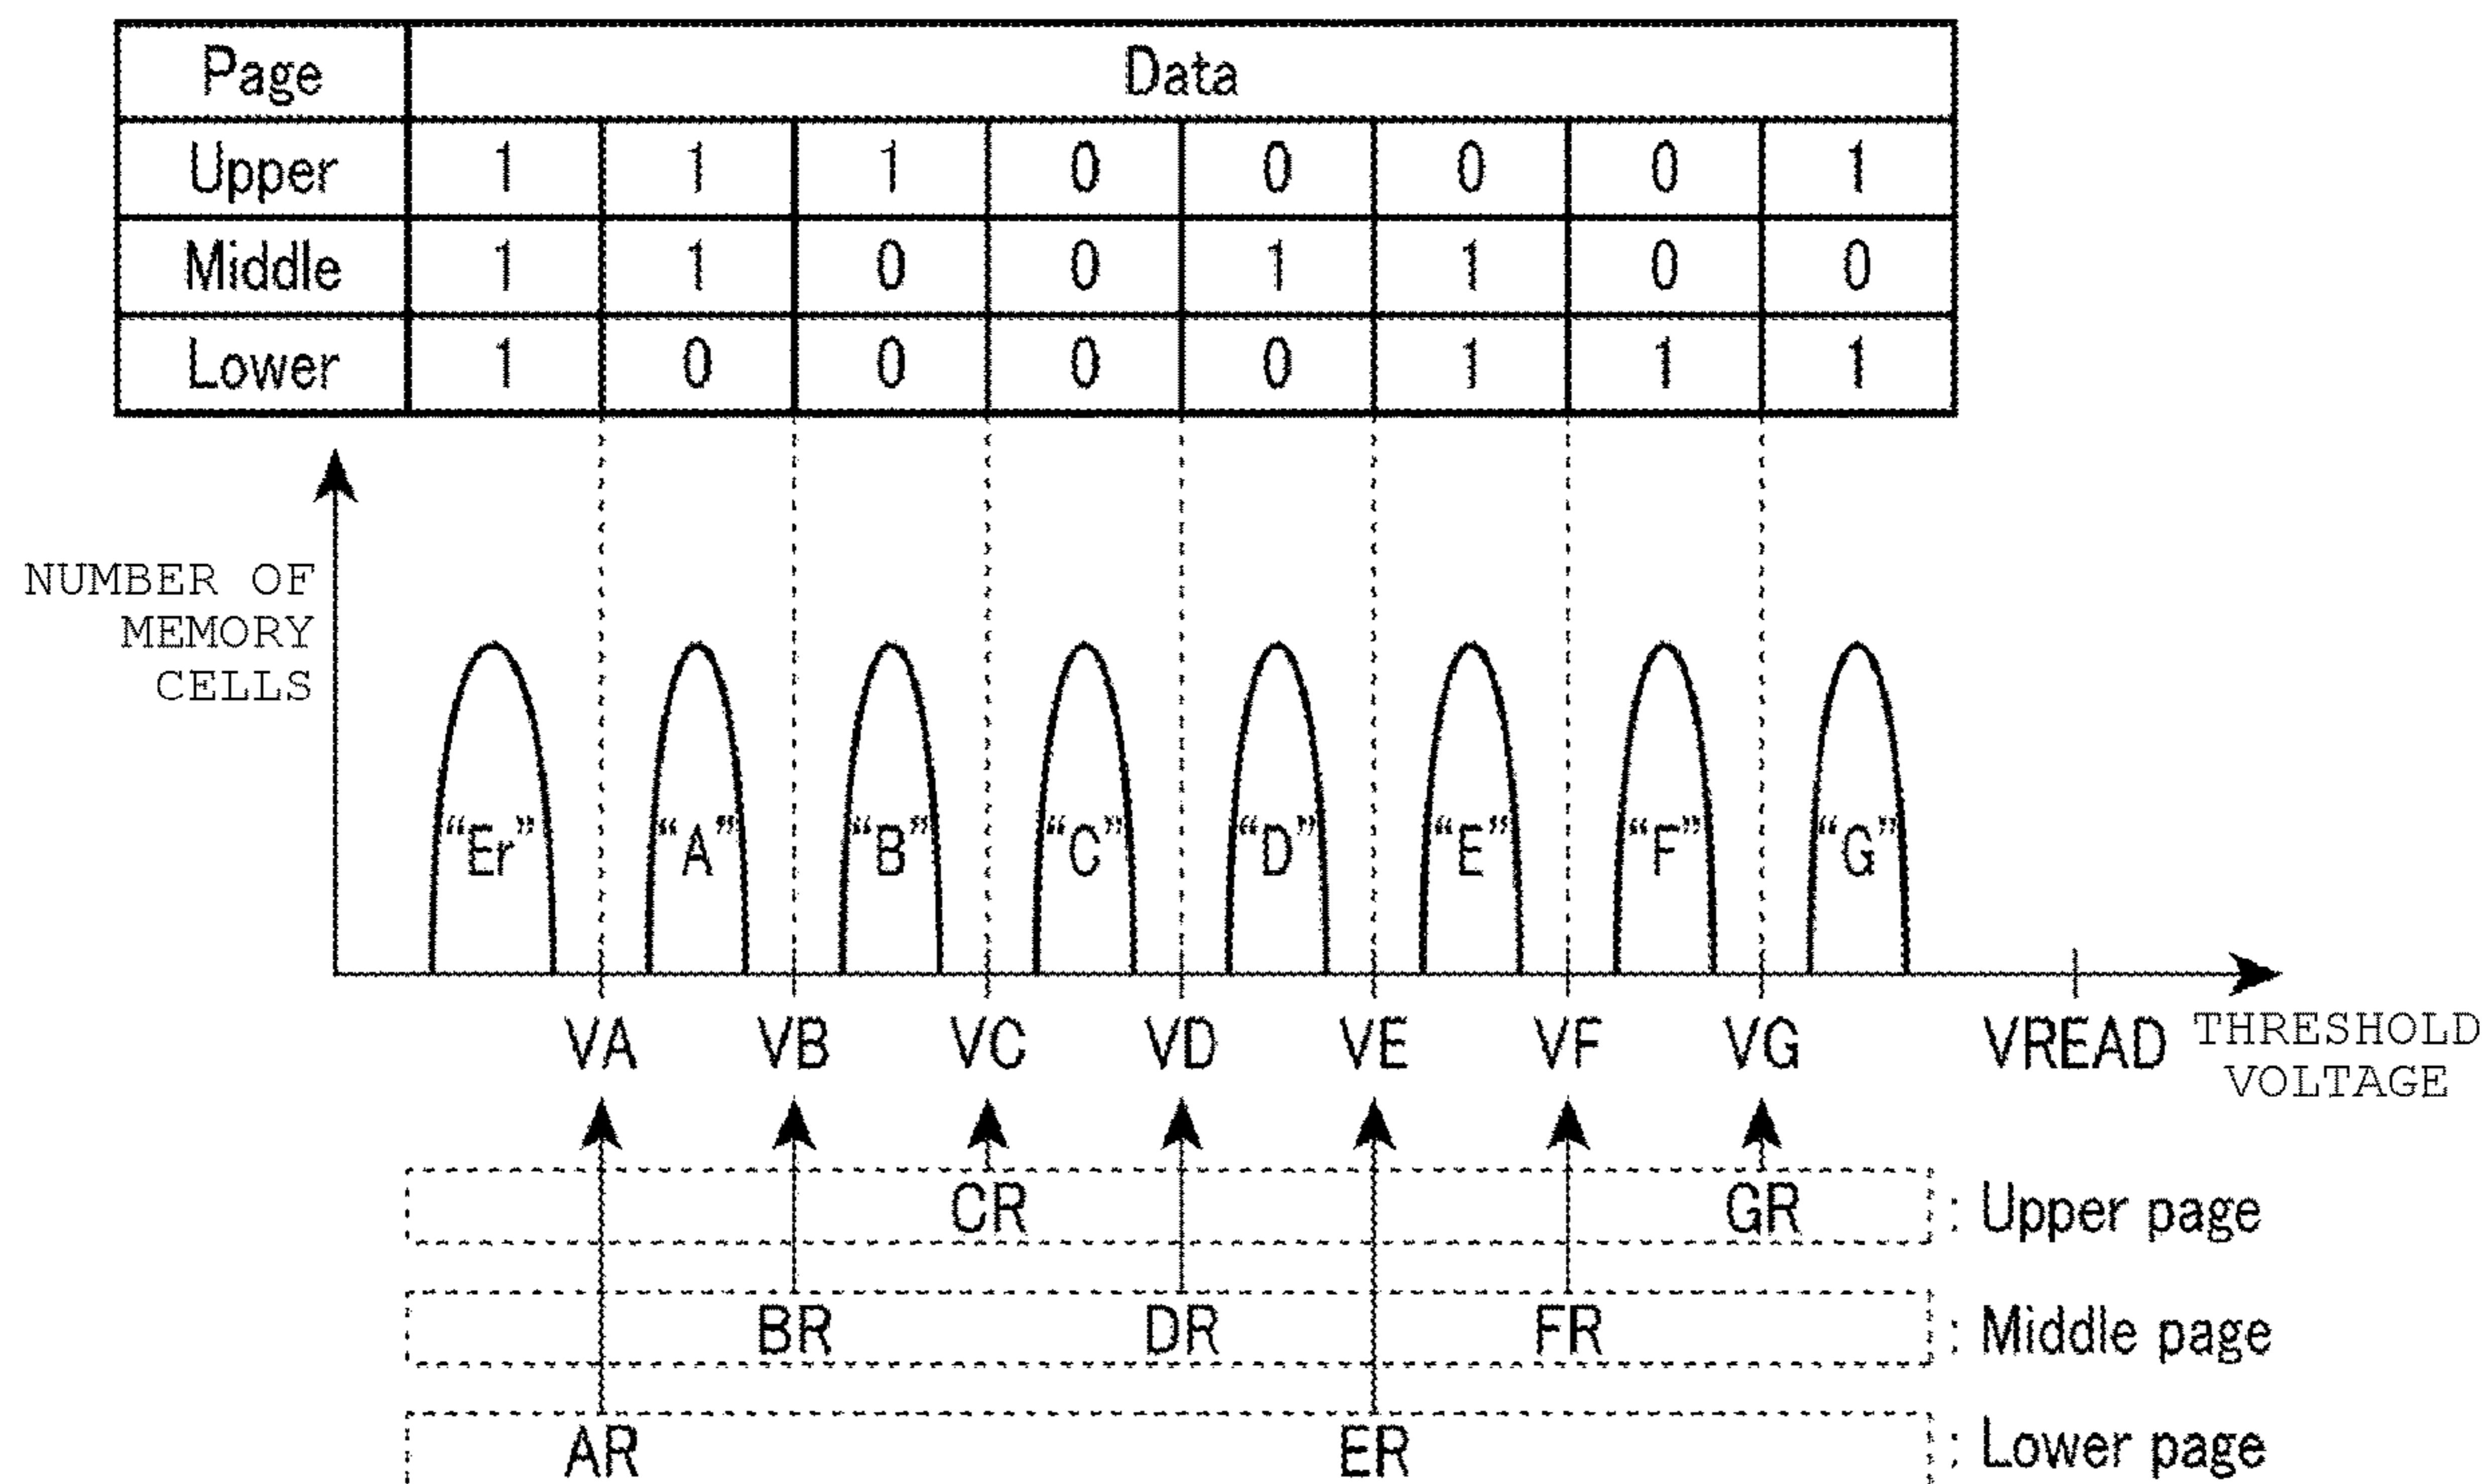 Page Data
Upper 1 1 1 0 0 0 0 1
Middle 1 1 0 0 1 1 0 0
Lower 1 0 0 0 0 1 1 1
NUMBER OF
MEMORY
CELLS
“Er” “A” “B” “C” “D” “E” “F” “G”
VA VB VC VD VE VF VG VREAD THRESHOLD
VOLTAGE
CR GR : Upper page
BR DR FR : Middle page
AR ER : Lower page